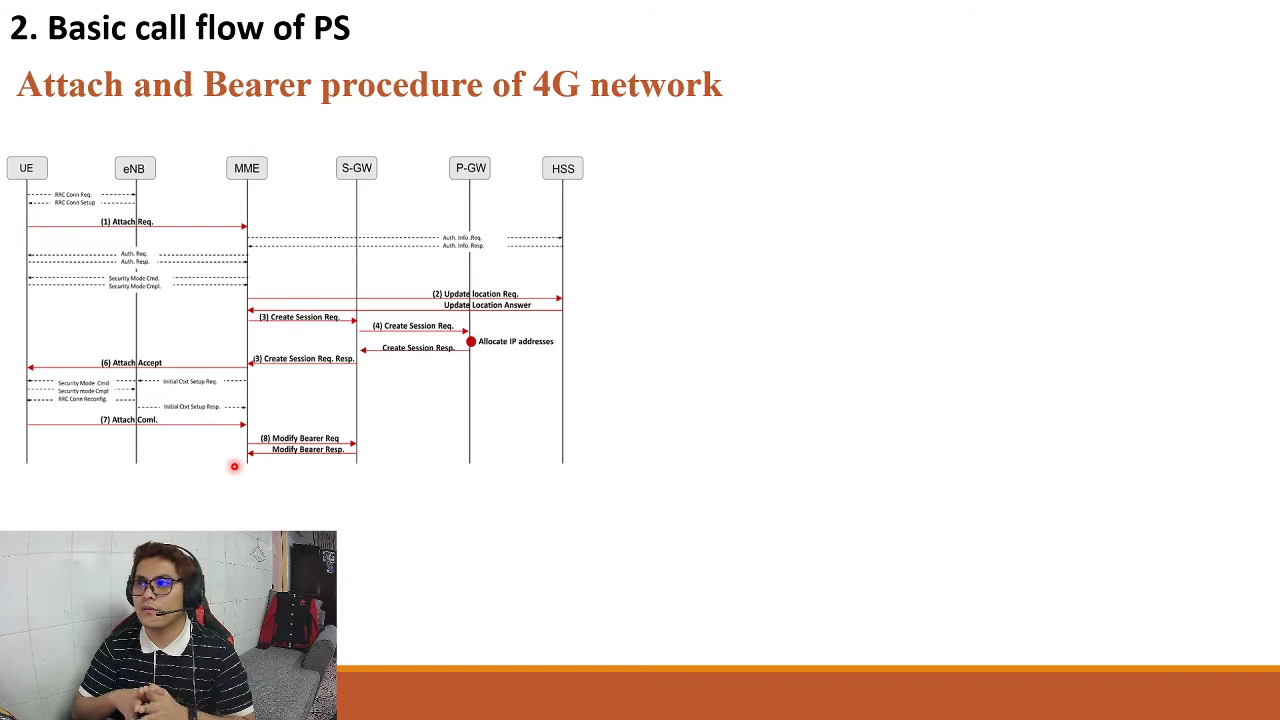 2. Basic call flow of PS
Attach and Bearer procedure of 4G network
UE eNB MME S-GW P-GW HSS
RRC Conn Req.
RRC Conn Setup
(1) Attach Req.
Auth. Info .Req.
Auth. Info. Resp.
Auth. Req.
Auth. Resp.
Security Mode Cmd.
Security Mode Cmpl.
(2) Update location Req.
Update Location Answer
(3) Create Session Req.
(4) Create Session Req.
Allocate IP addresses
Create Session Resp.
(3) Create Session Req. Resp.
(6) Attach Accept
Security Mode Cmd
Initial Ctxt Setup Req.
Security mode Cmpl
RRC Conn Reconfig.
Initial Ctxt Setup Resp.
(7) Attach Coml.
(8) Modify Bearer Req
Modify Bearer Resp.